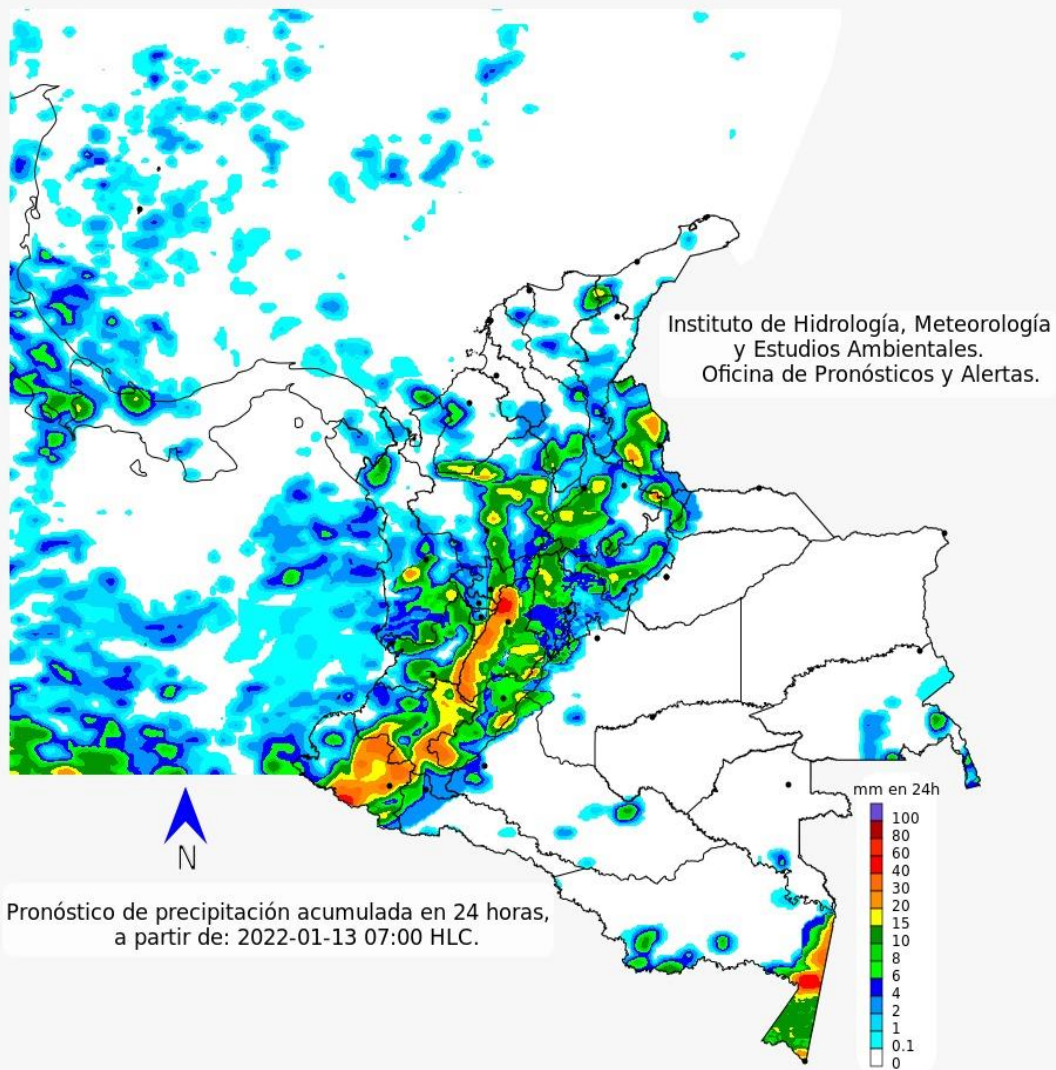 Instituto de Hidrología, Meteorología
y Estudios Ambientales.
Oficina de Pronósticos y Alertas.
mm en 24h
100
80
60
40
30
20
15
10
8
6
4
2
1
0.1
0
N
Pronóstico de precipitación acumulada en 24 horas,
a partir de: 2022-01-13 07:00 HLC.